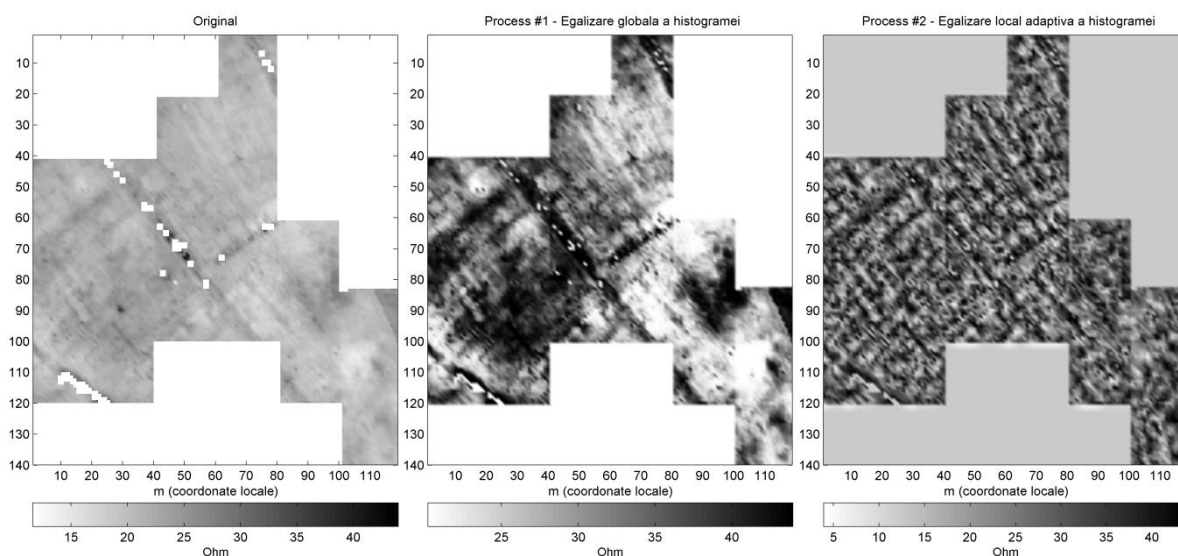 Original
10
20
30
40
50
60
70
80
90
100
110
120
130
140
10 20 30 40 50 60 70 80 90 100 110
m (coordonate locale)
15 20 25 30 35 40
Ohm
Process #1 - Egalizare globala a histogramei
10
20
30
40
50
60
70
80
90
100
110
120
130
140
10 20 30 40 50 60 70 80 90 100 110
m (coordonate locale)
25 30 35 40
Ohm
Process #2 - Egalizare local adaptiva a histogramei
10
20
30
40
50
60
70
80
90
100
110
120
130
140
10 20 30 40 50 60 70 80 90 100 110
m (coordonate locale)
5 10 15 20 25 30 35 40
Ohm